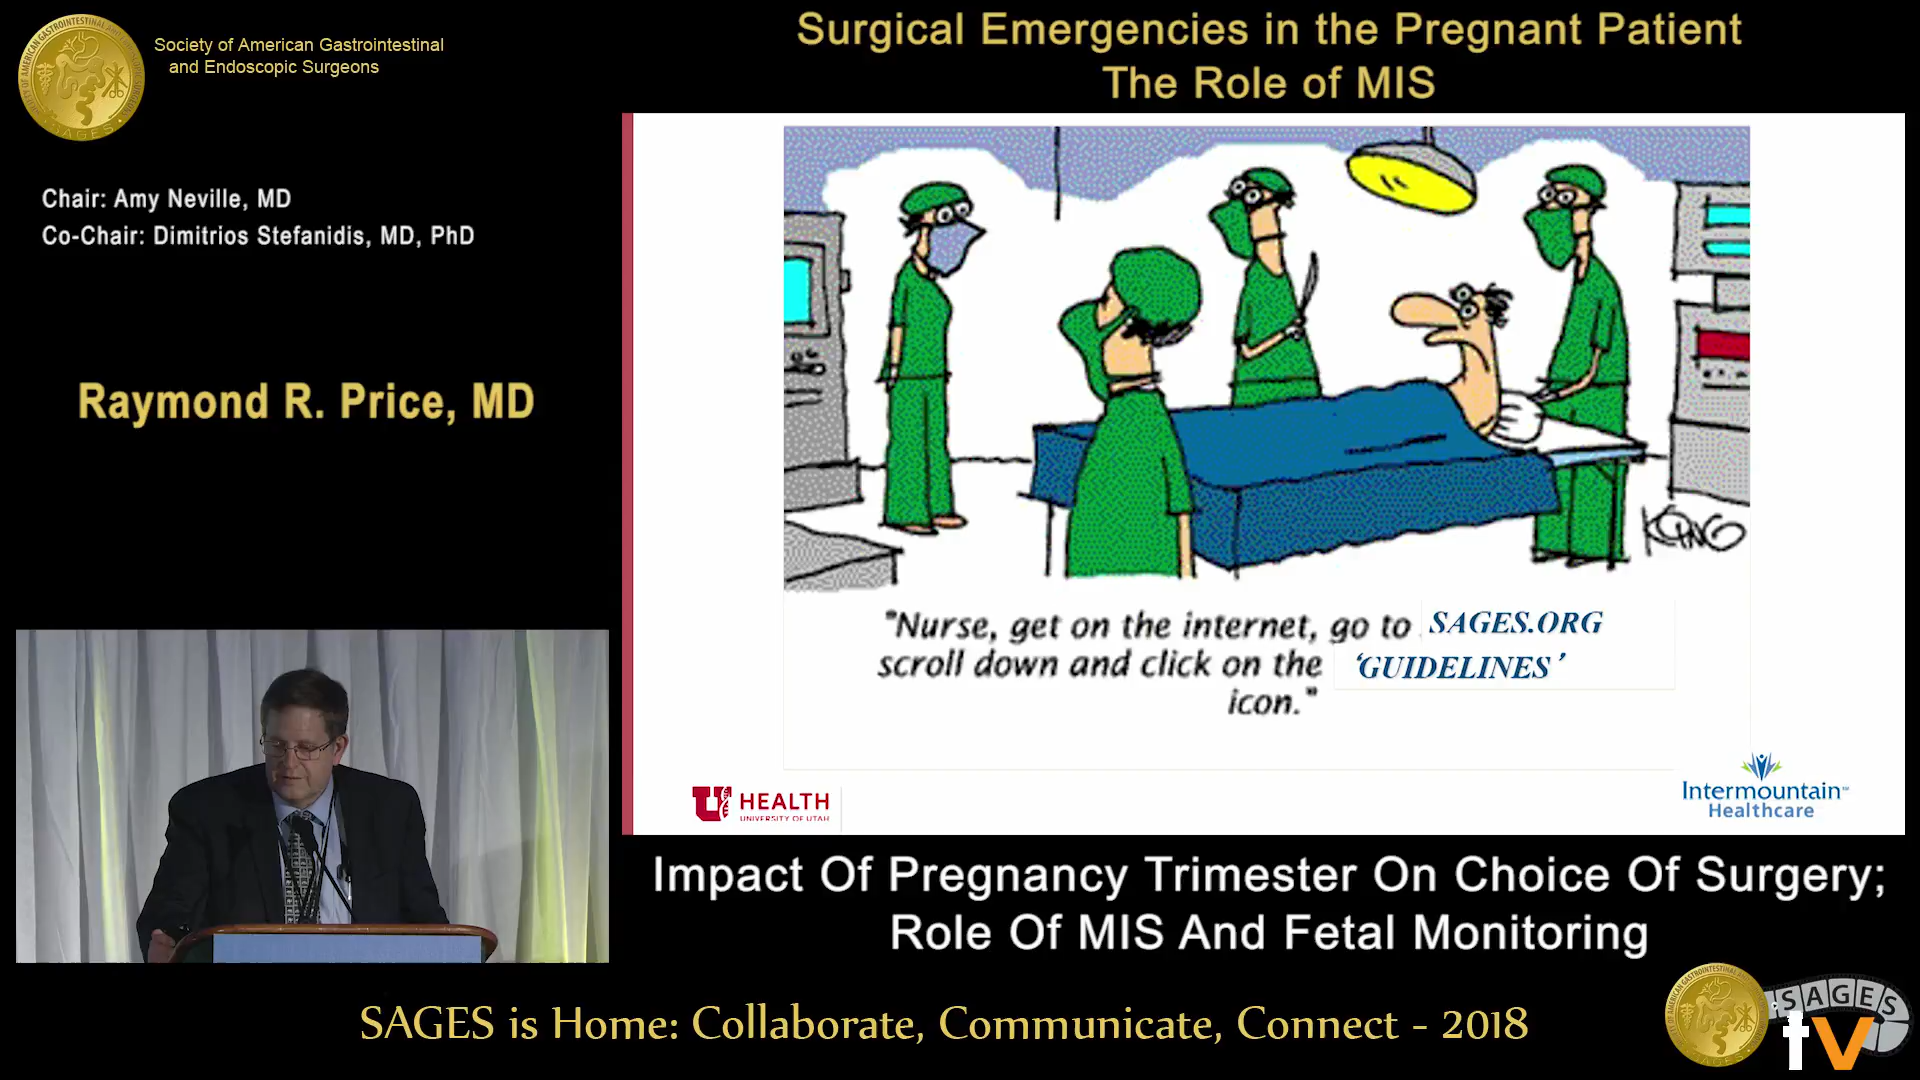 Society of American Gastrointestinal
and Endoscopic Surgeons
Surgical Emergencies in the Pregnant Patient
The Role of MIS
Chair: Amy Neville, MD
Co-Chair: Dimitrios Stefanidis, MD, PhD
Raymond R. Price, MD
"Nurse, get on the internet, go to SAGES.ORG
scroll down and click on the 'GUIDELINES'
icon."
U HEALTH
UNIVERSITY OF UTAH
Intermountain™
Healthcare
Impact Of Pregnancy Trimester On Choice Of Surgery;
Role Of MIS And Fetal Monitoring
SAGES is Home: Collaborate, Communicate, Connect - 2018
SAGES
tv